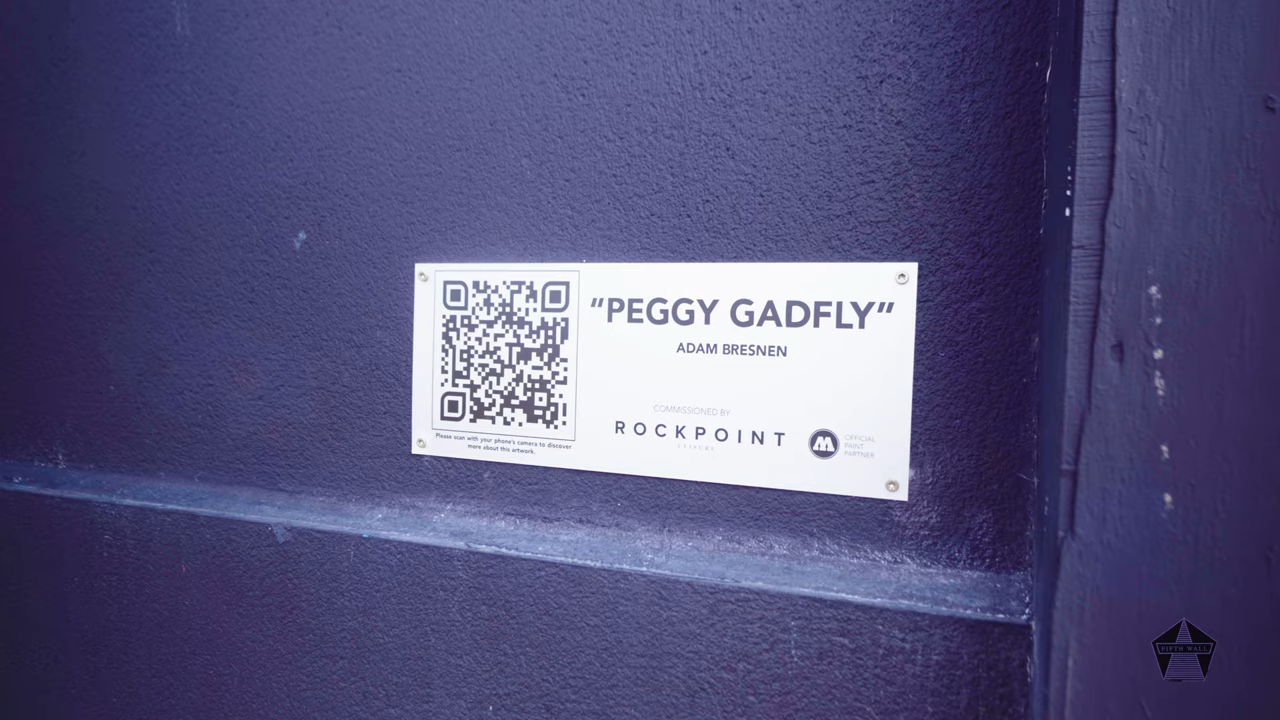 "PEGGY GADFLY"
ADAM BRESNEN
COMMISSIONED BY
ROCKPOINT
LEISURE
OFFICIAL
PAINT
PARTNER
Please scan with your phone's camera to discover
more about this artwork.
FIFTH WALL